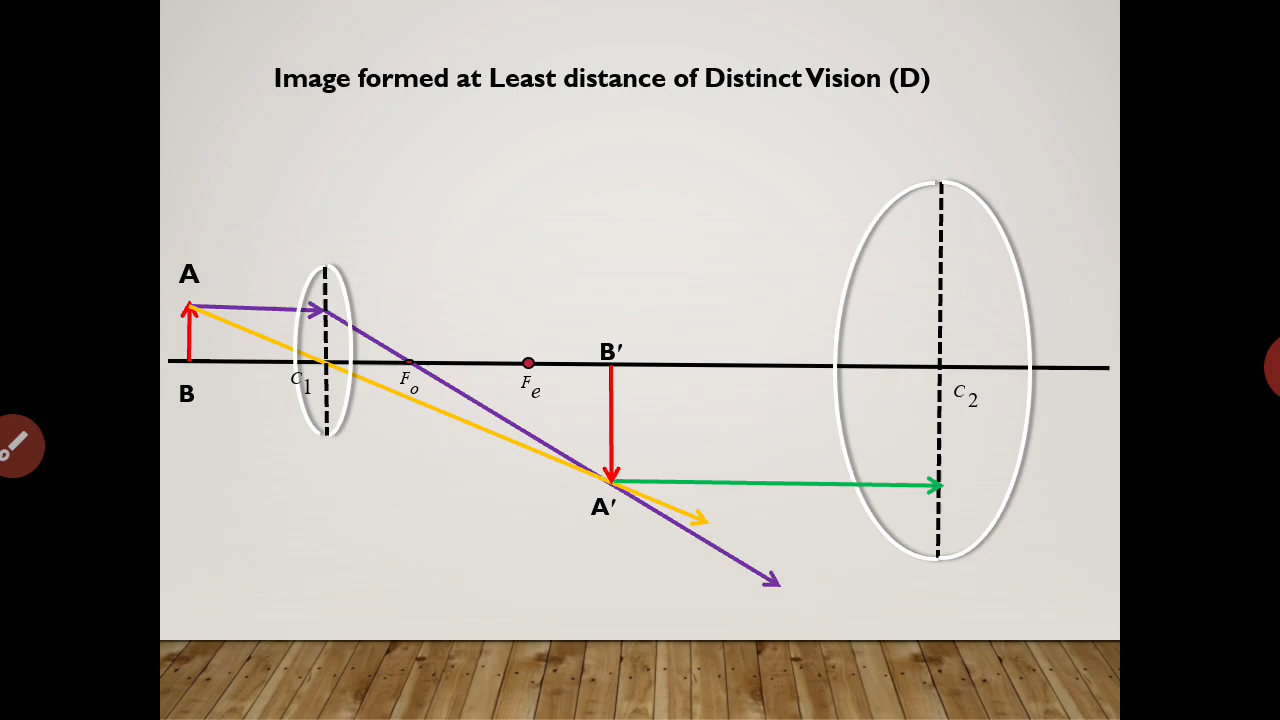 Image formed at Least distance of Distinct Vision (D)
A
B′
C1
Fo
Fe
B
C2
A′